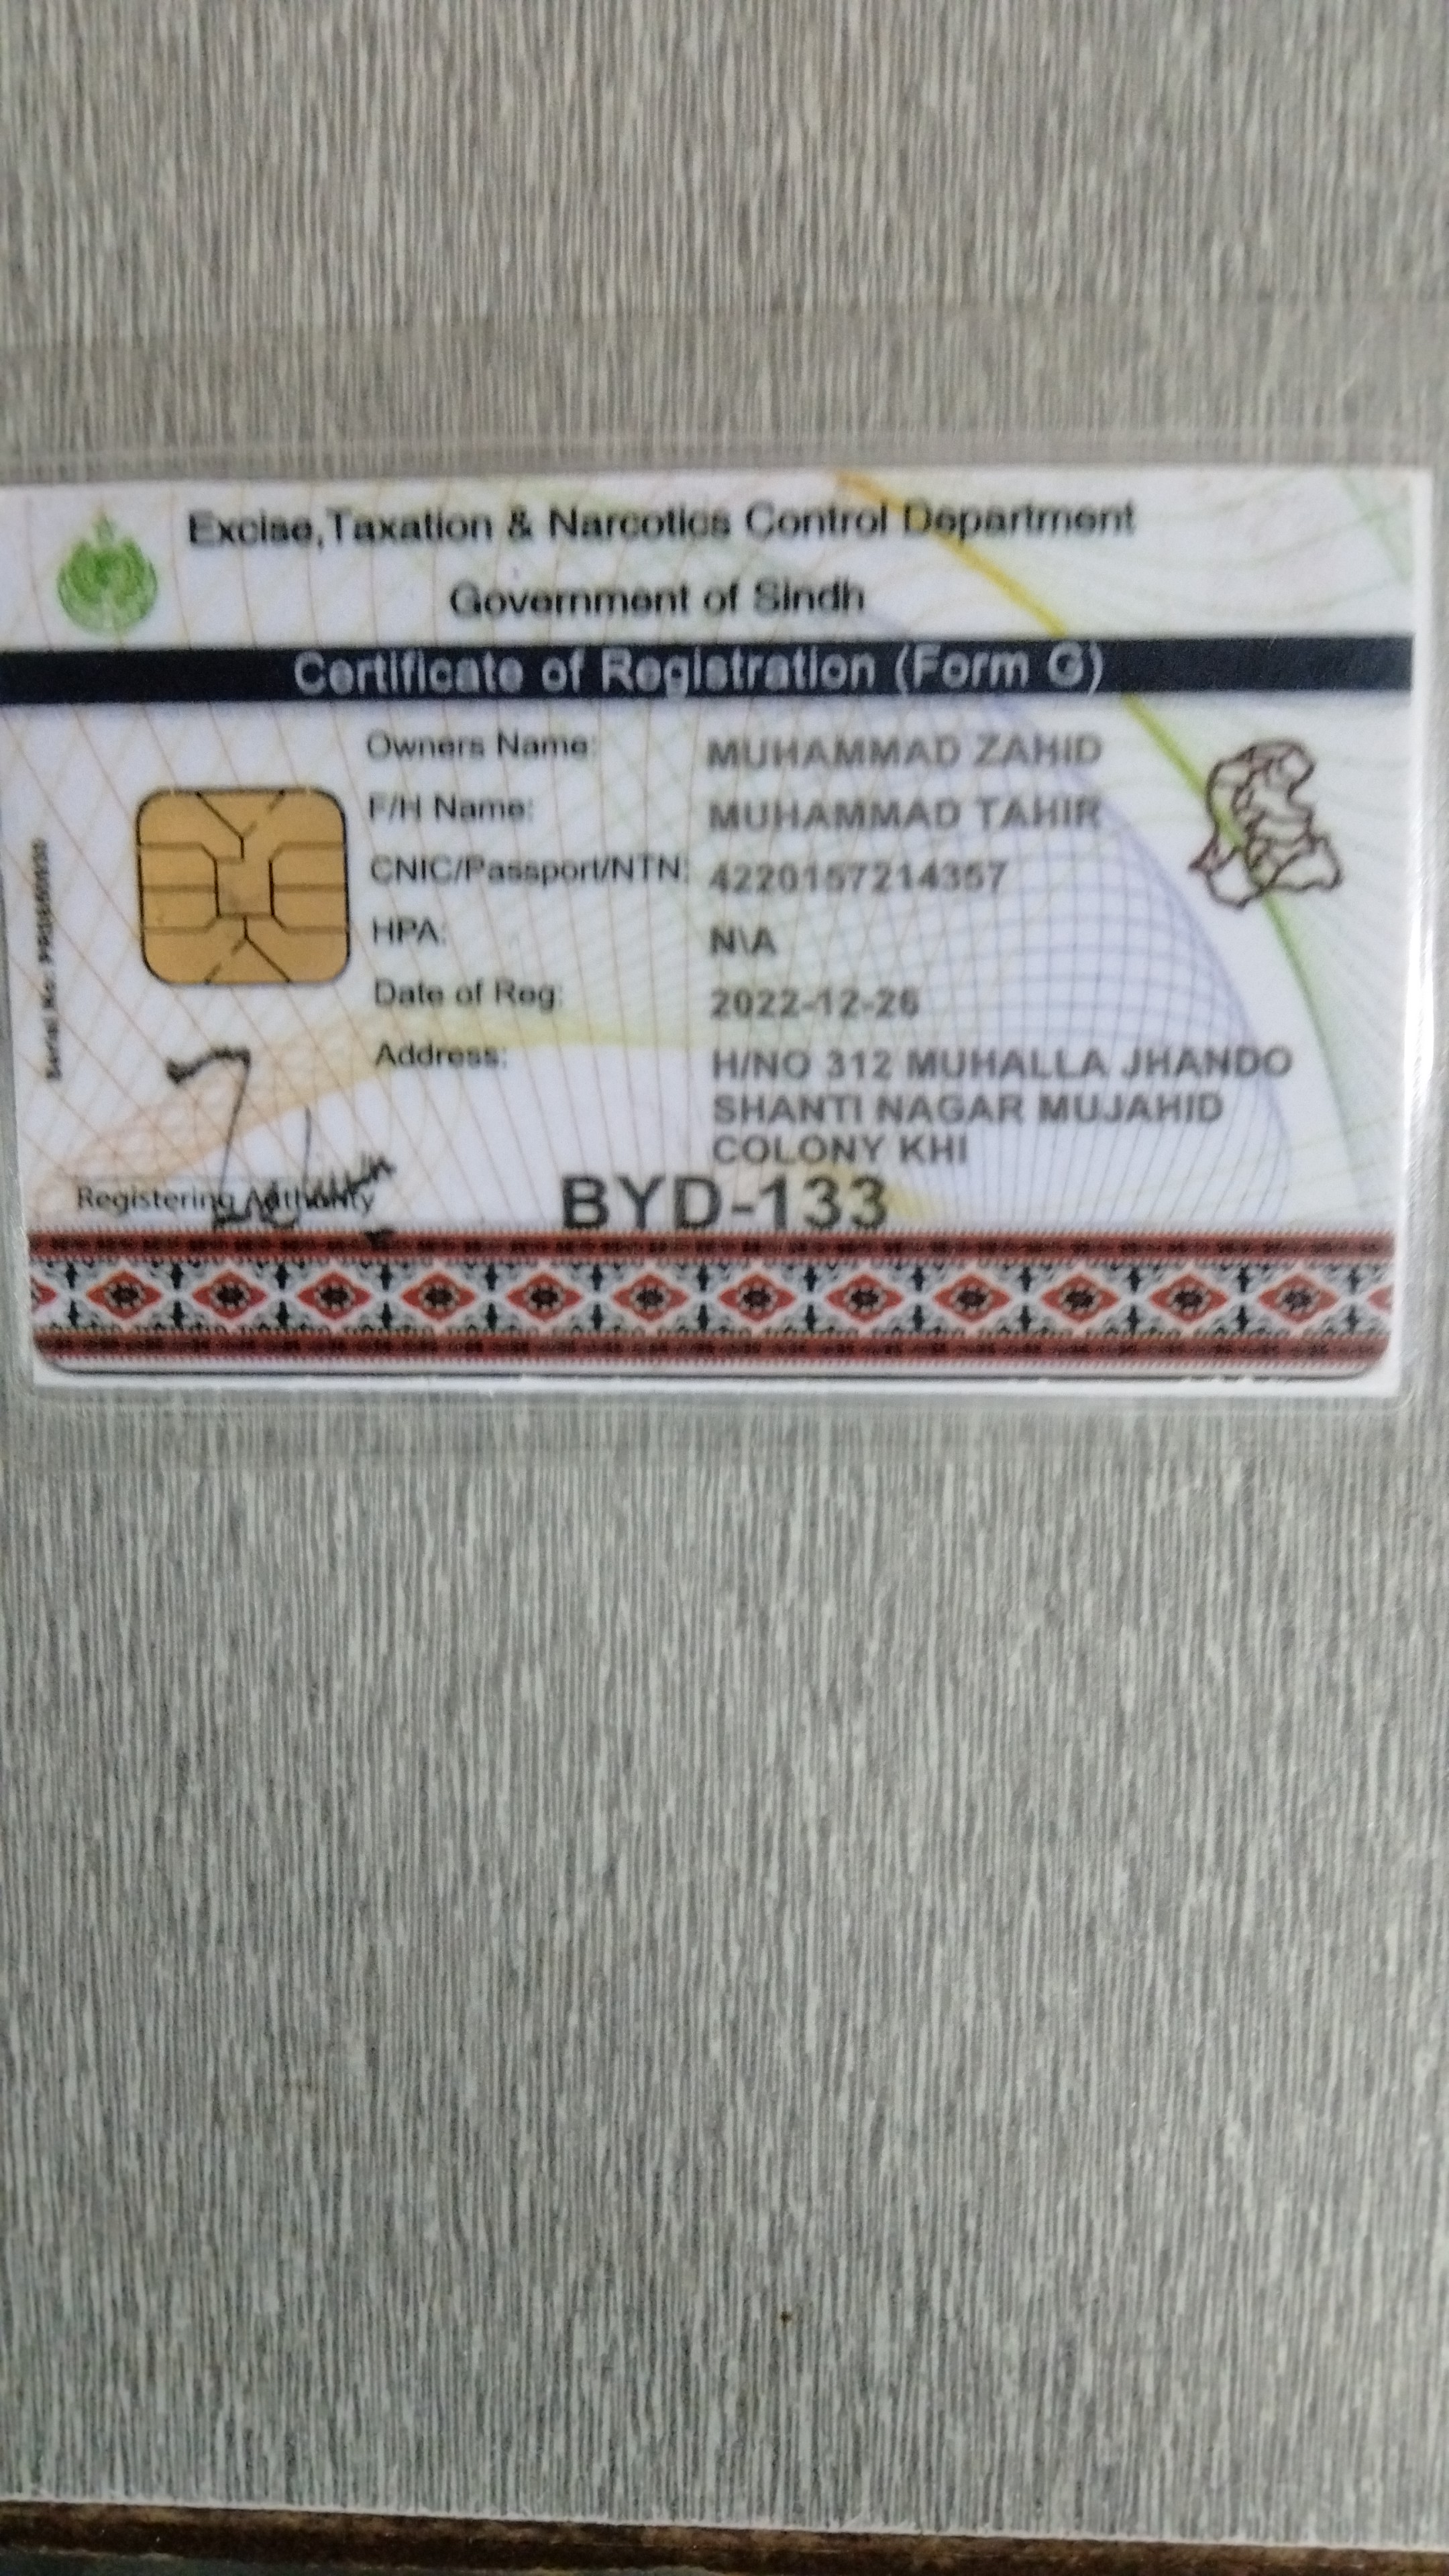 Excise,Taxation & Narcotics Control Department
Government of Sindh
Certificate of Registration (Form G)
Owners Name: MUHAMMAD ZAHID
F/H Name: MUHAMMAD TAHIR
CNIC/Passport/NTN: 4220157214357
HPA: N\A
Date of Reg: 2022-12-26
Address: H/NO 312 MUHALLA JHANDO
SHANTI NAGAR MUJAHID
COLONY KHI
Registering Authority
BYD-133
Serial No: